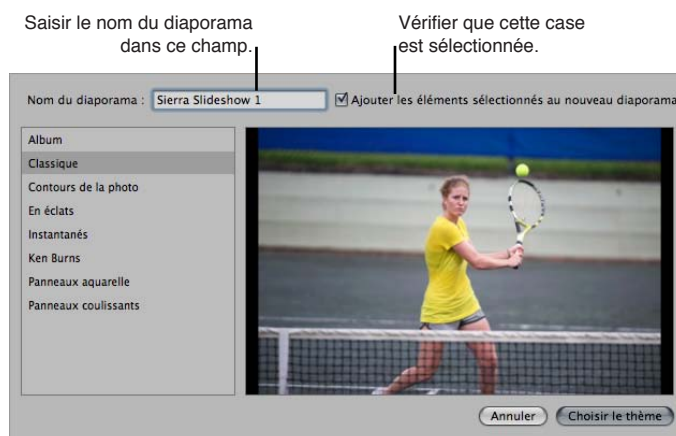 Saisir le nom du diaporama
dans ce champ.
Vérifier que cette case
est sélectionnée.
Nom du diaporama : Sierra Slideshow 1 Ajouter les éléments sélectionnés au nouveau diaporama
Album
Classique
Contours de la photo
En éclats
Instantanés
Ken Burns
Panneaux aquarelle
Panneaux coulissants
Annuler Choisir le thème